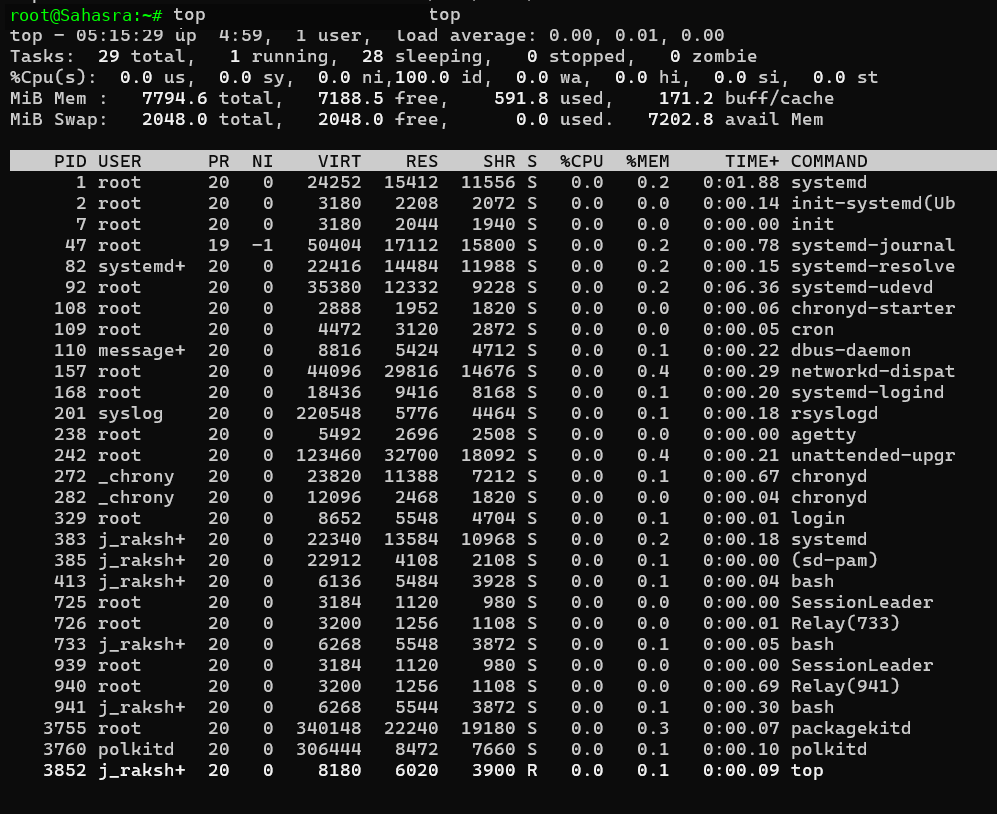 root@Sahasra:~# top top
top - 05:15:29 up  4:59,  1 user,  load average: 0.00, 0.01, 0.00
Tasks:  29 total,   1 running,  28 sleeping,   0 stopped,   0 zombie
%Cpu(s):  0.0 us,  0.0 sy,  0.0 ni,100.0 id,  0.0 wa,  0.0 hi,  0.0 si,  0.0 st
MiB Mem :   7794.6 total,   7188.5 free,    591.8 used,    171.2 buff/cache
MiB Swap:   2048.0 total,   2048.0 free,      0.0 used.   7202.8 avail Mem
PID USER PR NI VIRT RES SHR S %CPU %MEM TIME+ COMMAND
1 root 20 0 24252 15412 11556 S 0.0 0.2 0:01.88 systemd
2 root 20 0 3180 2208 2072 S 0.0 0.0 0:00.14 init-systemd(Ub
7 root 20 0 3180 2044 1940 S 0.0 0.0 0:00.00 init
47 root 19 -1 50404 17112 15800 S 0.0 0.2 0:00.78 systemd-journal
82 systemd+ 20 0 22416 14484 11988 S 0.0 0.2 0:00.15 systemd-resolve
92 root 20 0 35380 12332 9228 S 0.0 0.2 0:06.36 systemd-udevd
108 root 20 0 2888 1952 1820 S 0.0 0.0 0:00.06 chronyd-starter
109 root 20 0 4472 3120 2872 S 0.0 0.0 0:00.05 cron
110 message+ 20 0 8816 5424 4712 S 0.0 0.1 0:00.22 dbus-daemon
157 root 20 0 44096 29816 14676 S 0.0 0.4 0:00.29 networkd-dispat
168 root 20 0 18436 9416 8168 S 0.0 0.1 0:00.20 systemd-logind
201 syslog 20 0 220548 5776 4464 S 0.0 0.1 0:00.18 rsyslogd
238 root 20 0 5492 2696 2508 S 0.0 0.0 0:00.00 agetty
242 root 20 0 123460 32700 18092 S 0.0 0.4 0:00.21 unattended-upgr
272 _chrony 20 0 23820 11388 7212 S 0.0 0.1 0:00.67 chronyd
282 _chrony 20 0 12096 2468 1820 S 0.0 0.0 0:00.04 chronyd
329 root 20 0 8652 5548 4704 S 0.0 0.1 0:00.01 login
383 j_raksh+ 20 0 22340 13584 10968 S 0.0 0.2 0:00.18 systemd
385 j_raksh+ 20 0 22912 4108 2108 S 0.0 0.1 0:00.00 (sd-pam)
413 j_raksh+ 20 0 6136 5484 3928 S 0.0 0.1 0:00.04 bash
725 root 20 0 3184 1120 980 S 0.0 0.0 0:00.00 SessionLeader
726 root 20 0 3200 1256 1108 S 0.0 0.0 0:00.01 Relay(733)
733 j_raksh+ 20 0 6268 5548 3872 S 0.0 0.1 0:00.05 bash
939 root 20 0 3184 1120 980 S 0.0 0.0 0:00.00 SessionLeader
940 root 20 0 3200 1256 1108 S 0.0 0.0 0:00.69 Relay(941)
941 j_raksh+ 20 0 6268 5544 3872 S 0.0 0.1 0:00.30 bash
3755 root 20 0 340148 22240 19180 S 0.0 0.3 0:00.07 packagekitd
3760 polkitd 20 0 306444 8472 7660 S 0.0 0.1 0:00.10 polkitd
3852 j_raksh+ 20 0 8180 6020 3900 R 0.0 0.1 0:00.09 top